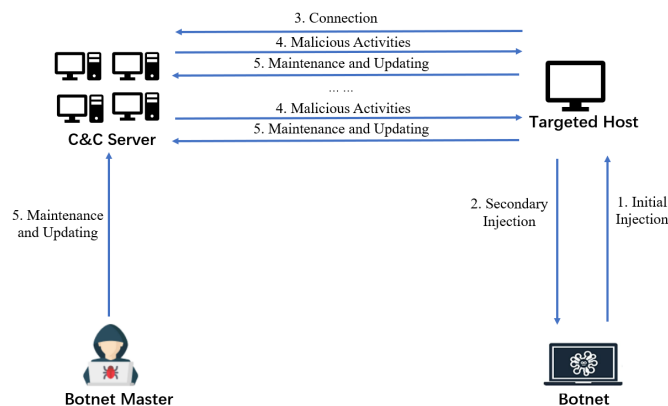 3. Connection
4. Malicious Activities
5. Maintenance and Updating
... ...
4. Malicious Activities
5. Maintenance and Updating
C&C Server
Targeted Host
5. Maintenance
and Updating
2. Secondary
Injection
1. Initial
Injection
Botnet Master
Botnet